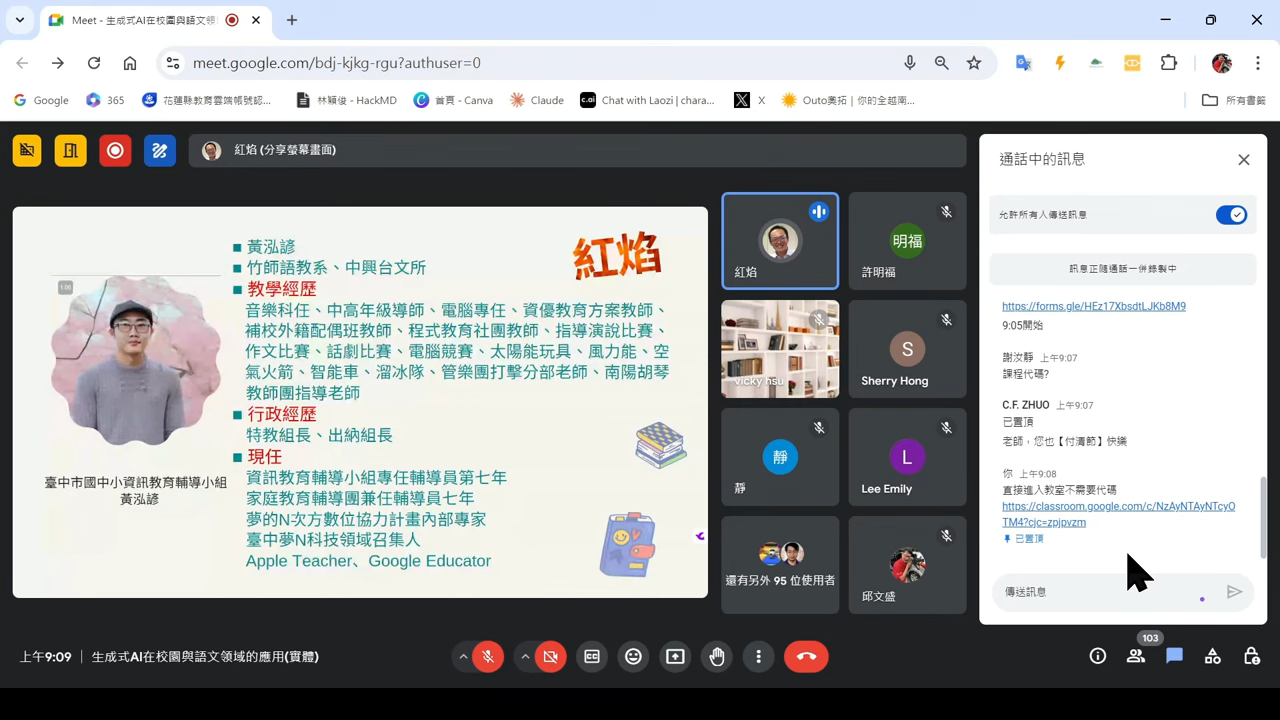 Meet - 生成式AI在校園與語文領
meet.google.com/bdj-kjkg-rgu?authuser=0
Google
365
花蓮縣教育雲端帳號認...
林穎俊 - HackMD
首頁 - Canva
Claude
c.ai
Chat with Laozi | chara...
X
Outo奧拓｜你的全越南...
所有書籤
紅焰 (分享螢幕畫面)
1:00
臺中市國中小資訊教育輔導小組
黃泓諺
紅焰
■ 黃泓諺
■ 竹師語教系、中興台文所
■ 教學經歷
音樂科任、中高年級導師、電腦專任、資優教育方案教師、
補校外籍配偶班教師、程式教育社團教師、指導演說比賽、
作文比賽、話劇比賽、電腦競賽、太陽能玩具、風力能、空
氣火箭、智能車、溜冰隊、管樂團打擊分部老師、南陽胡琴
教師團指導老師
■ 行政經歷
特教組長、出納組長
■ 現任
資訊教育輔導小組專任輔導員第七年
家庭教育輔導團兼任輔導員七年
夢的N次方數位協力計畫內部專家
臺中夢N科技領域召集人
Apple Teacher、Google Educator
紅焰
明福
許明福
vicky hsu
S
Sherry Hong
靜
靜
L
Lee Emily
還有另外 95 位使用者
邱文盛
通話中的訊息
允許所有人傳送訊息
訊息正隨通話一併錄製中
https://forms.gle/HEz17XbsdtLJKb8M9
9:05開始
謝汝靜 上午9:07
課程代碼?
C.F. ZHUO 上午9:07
已置頂
老師，您也【付清節】快樂
你 上午9:08
直接進入教室不需要代碼
https://classroom.google.com/c/NzAyNTAyNTcyO
TM4?cjc=zpjpvzm
已置頂
傳送訊息
上午9:09 | 生成式AI在校園與語文領域的應用(實體)
103